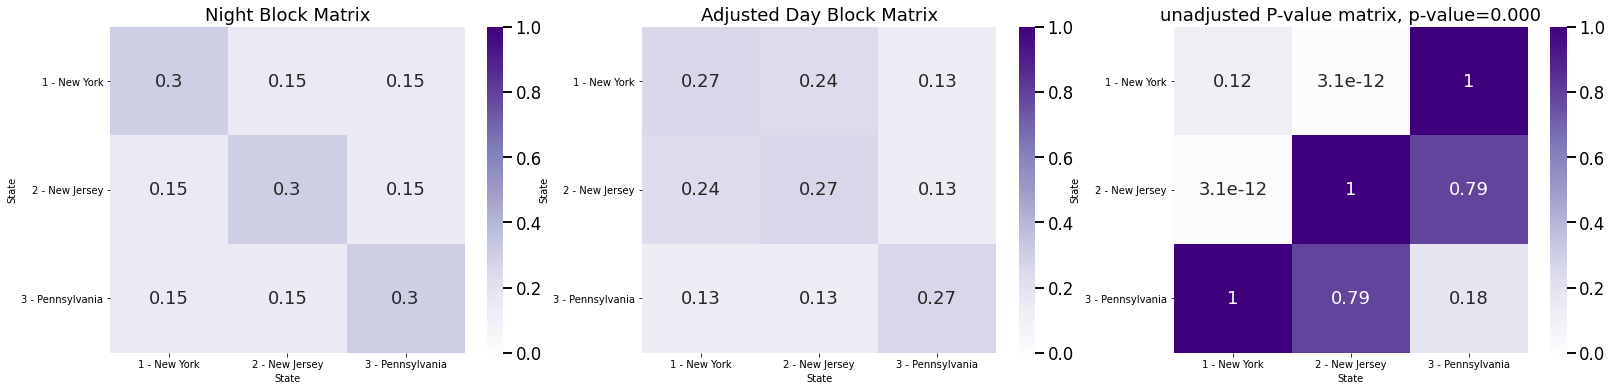 Night Block Matrix
1 - New York
2 - New Jersey
3 - Pennsylvania
State
0.3 0.15 0.15
0.15 0.3 0.15
0.15 0.15 0.3
1 - New York 2 - New Jersey 3 - Pennsylvania
State
1.0
0.8
0.6
0.4
0.2
0.0
Adjusted Day Block Matrix
1 - New York
2 - New Jersey
3 - Pennsylvania
State
0.27 0.24 0.13
0.24 0.27 0.13
0.13 0.13 0.27
1 - New York 2 - New Jersey 3 - Pennsylvania
State
1.0
0.8
0.6
0.4
0.2
0.0
unadjusted P-value matrix, p-value=0.000
1 - New York
2 - New Jersey
3 - Pennsylvania
State
0.12 3.1e-12 1
3.1e-12 1 0.79
1 0.79 0.18
1 - New York 2 - New Jersey 3 - Pennsylvania
State
1.0
0.8
0.6
0.4
0.2
0.0